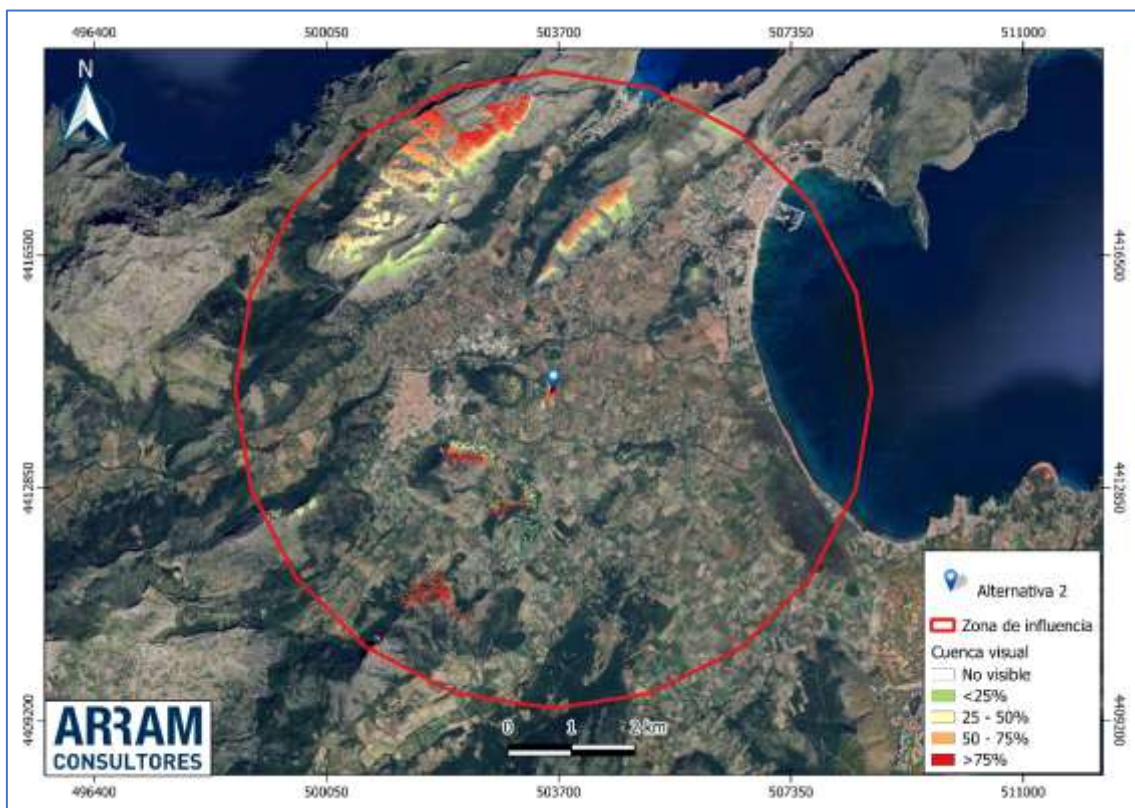 496400 500050 503700 507350 511000
N
4416500 4416500
4412850 4412850
4409200 4409200
Alternativa 2
Zona de influencia
Cuenca visual
No visible
<25%
25 - 50%
50 - 75%
>75%
0 1 2 km
ARRAM
CONSULTORES
496400 500050 503700 507350 511000